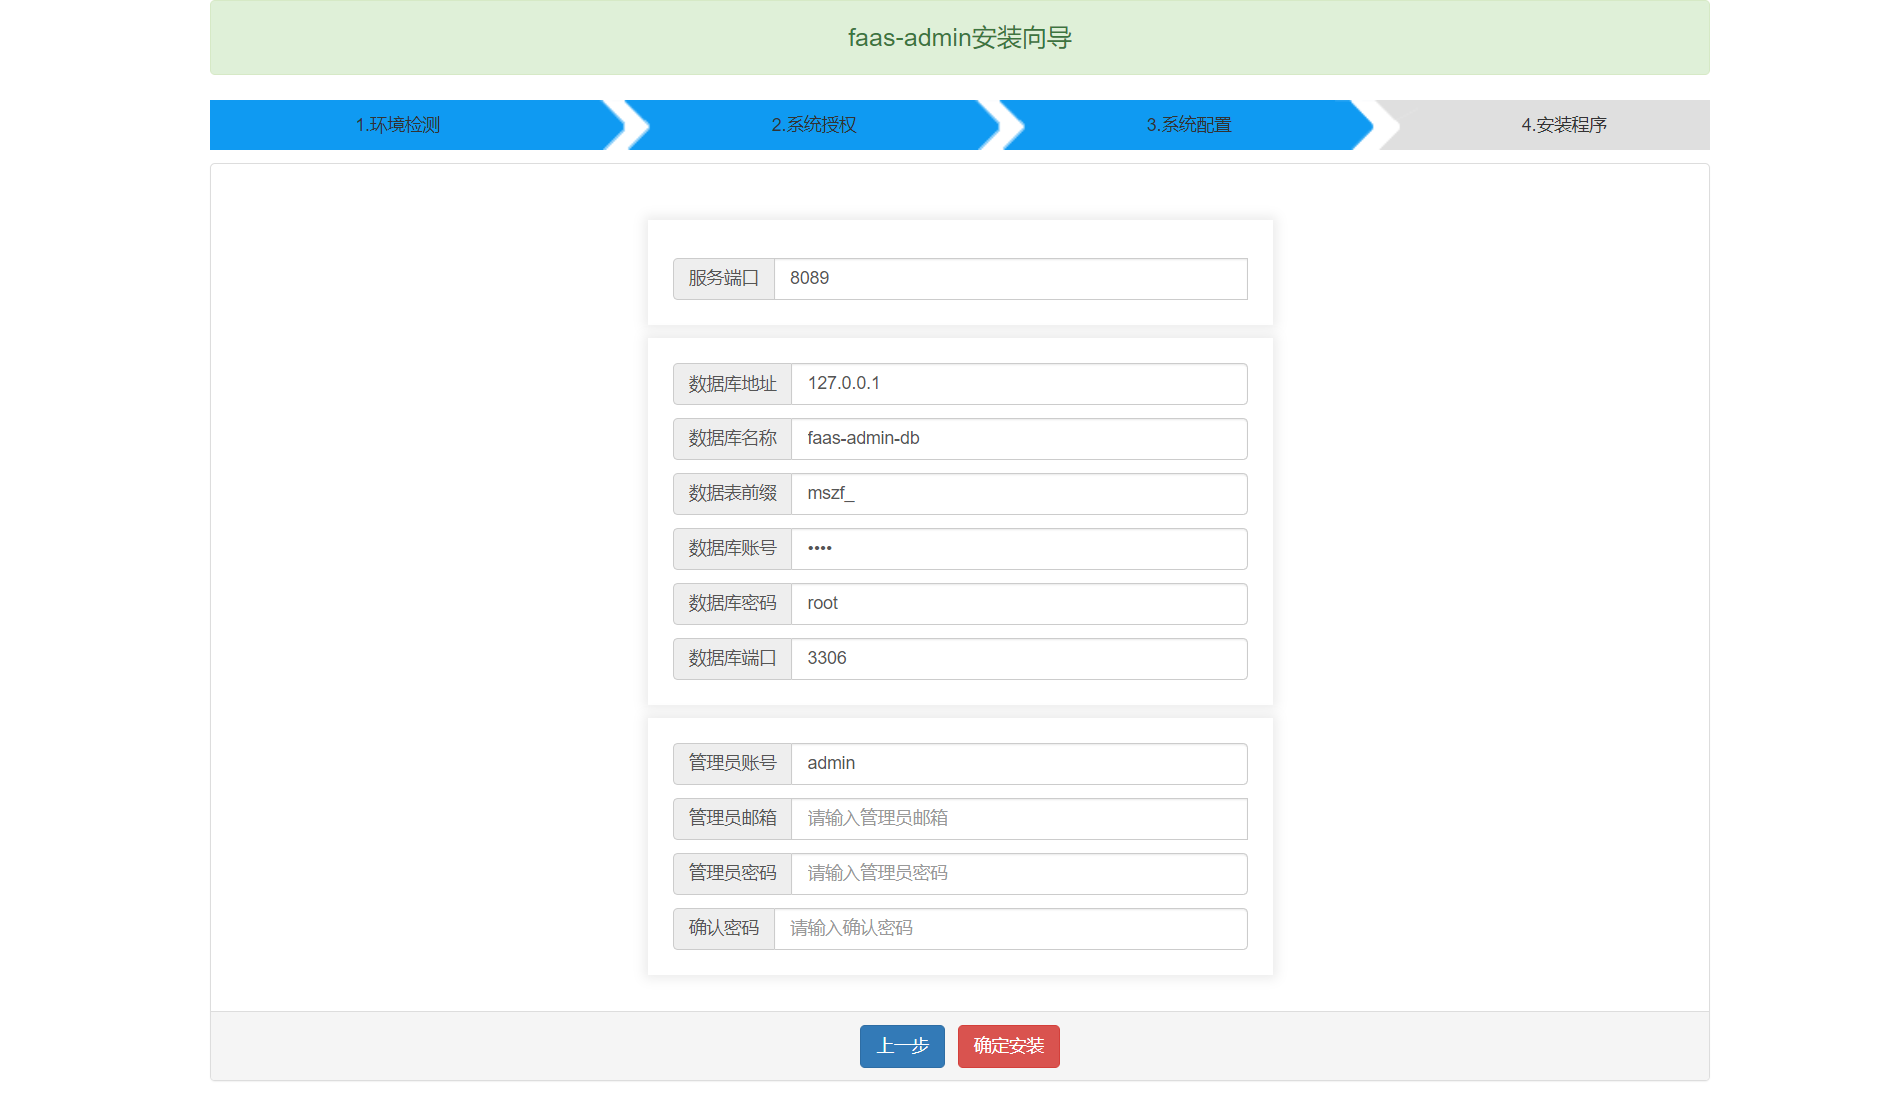 faas-admin安装向导
1.环境检测
2.系统授权
3.系统配置
4.安装程序
服务端口 8089
数据库地址 127.0.0.1
数据库名称 faas-admin-db
数据表前缀 mszf_
数据库账号 ••••
数据库密码 root
数据库端口 3306
管理员账号 admin
管理员邮箱 请输入管理员邮箱
管理员密码 请输入管理员密码
确认密码 请输入确认密码
上一步 确定安装